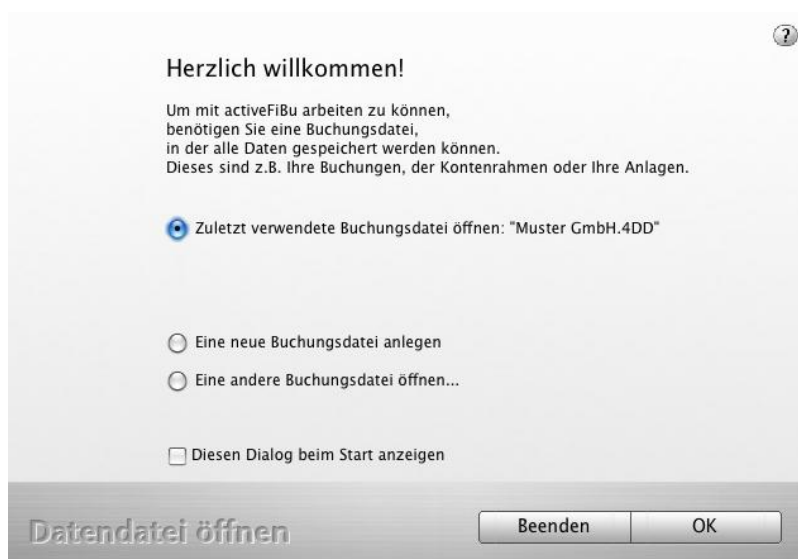 ?
Herzlich willkommen!
Um mit activeFiBu arbeiten zu können,
benötigen Sie eine Buchungsdatei,
in der alle Daten gespeichert werden können.
Dieses sind z.B. Ihre Buchungen, der Kontenrahmen oder Ihre Anlagen.
Zuletzt verwendete Buchungsdatei öffnen: "Muster GmbH.4DD"
Eine neue Buchungsdatei anlegen
Eine andere Buchungsdatei öffnen...
Diesen Dialog beim Start anzeigen
Datendatei öffnen
Beenden
OK